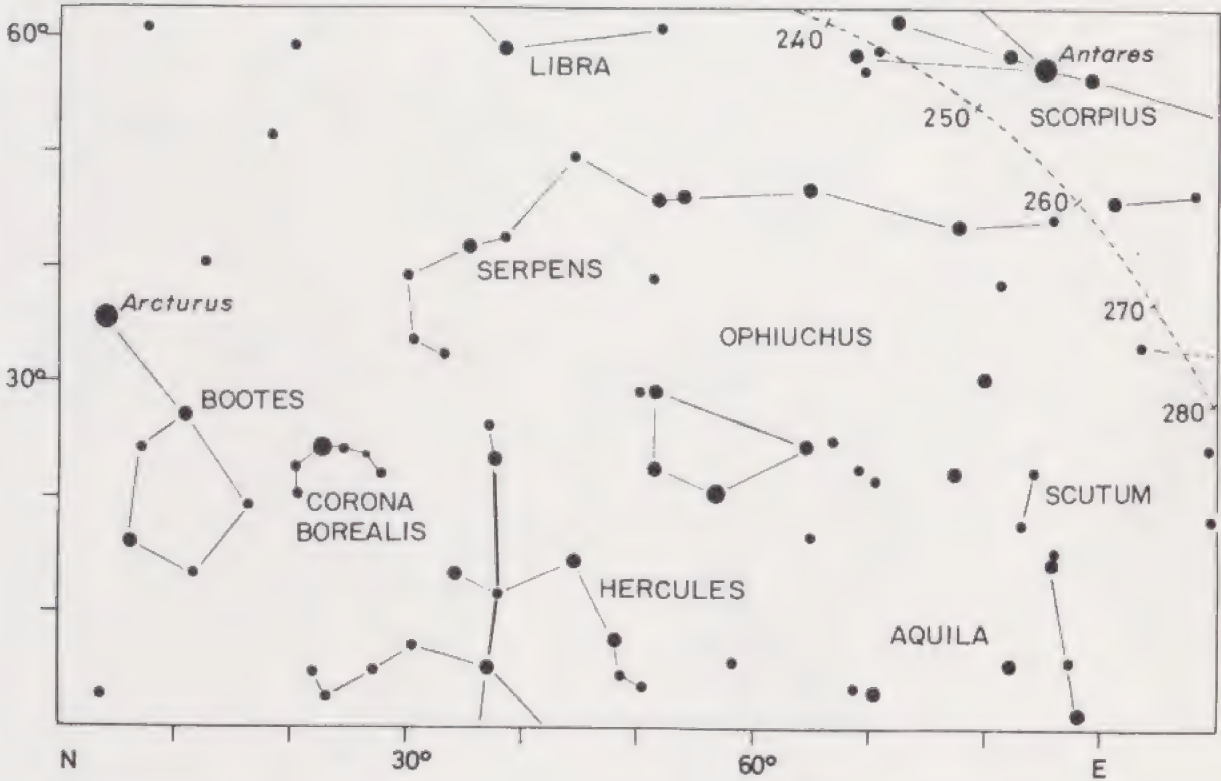 60°
240
Antares
LIBRA
250
SCORPIUS
260
SERPENS
Arcturus
270
OPHIUCHUS
30°
BOOTES
280
CORONA
BOREALIS
SCUTUM
HERCULES
AQUILA
N
30°
60°
E